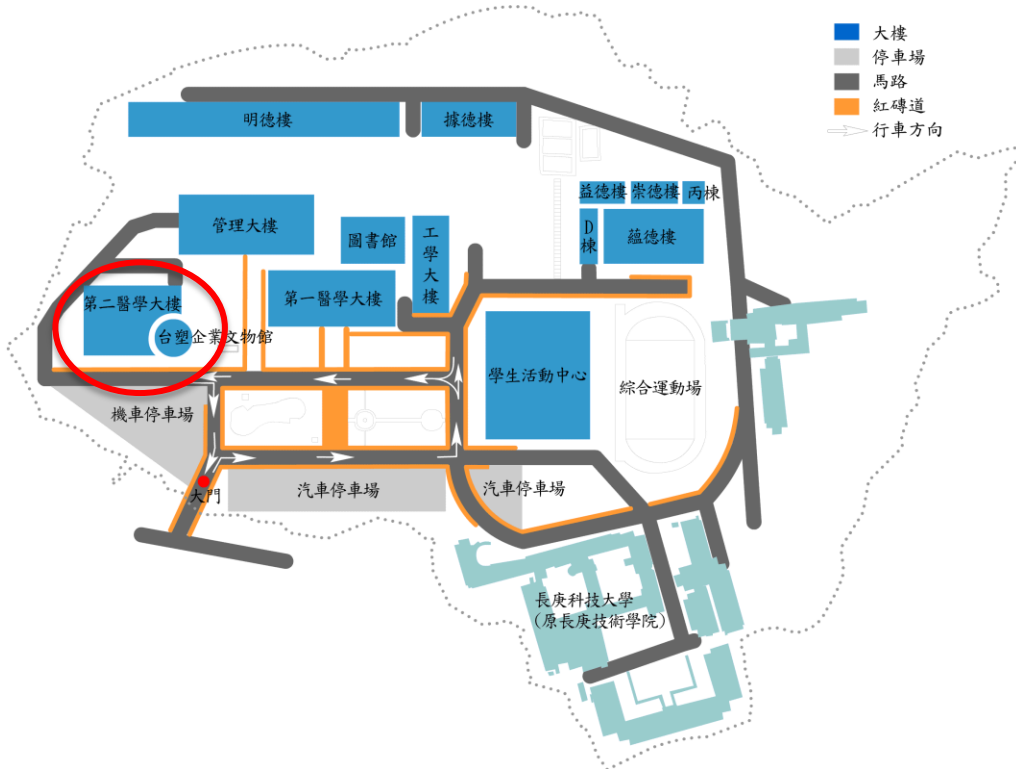 大樓
停車場
馬路
紅磚道
行車方向
明德樓
據德樓
益德樓
崇德樓
丙棟
管理大樓
圖書館
工學大樓
D棟
蘊德樓
第二醫學大樓
第一醫學大樓
台塑企業文物館
學生活動中心
綜合運動場
機車停車場
大門
汽車停車場
汽車停車場
長庚科技大學
(原長庚技術學院)